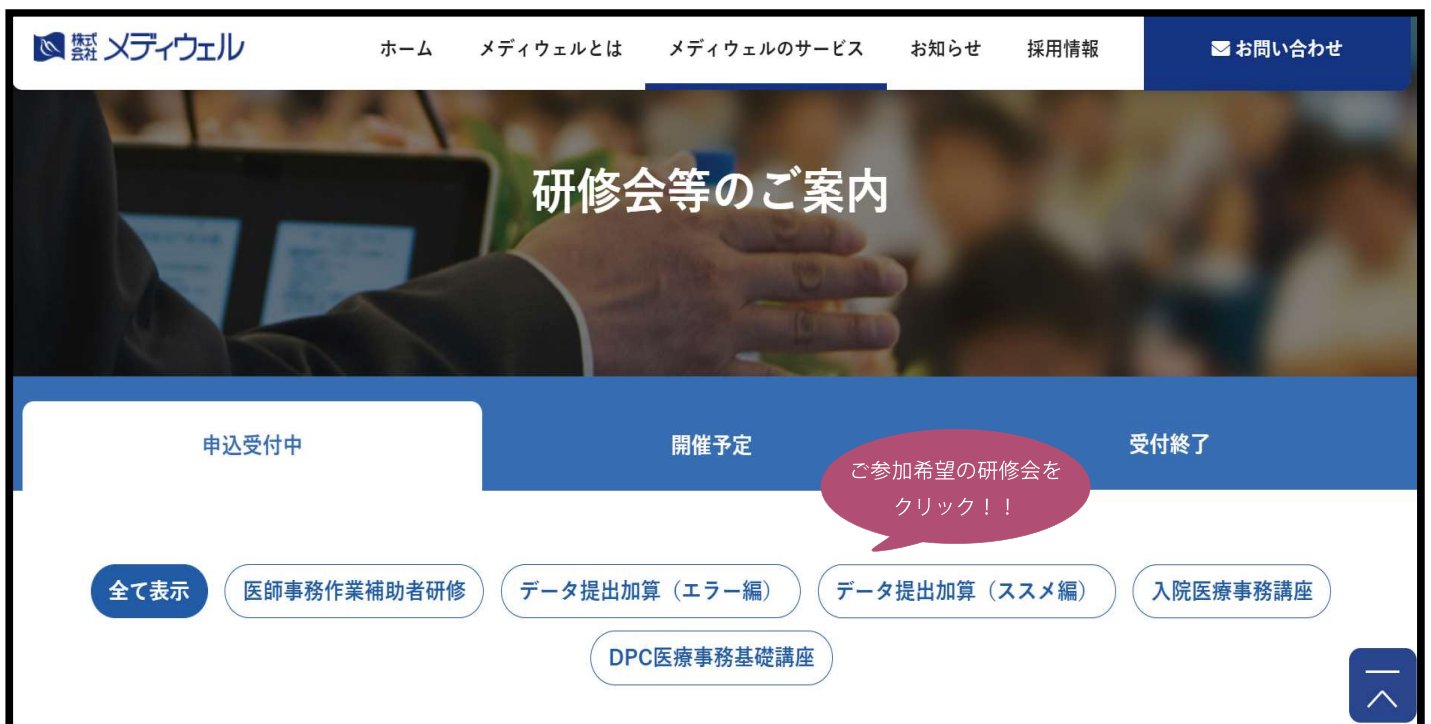 株式会社 メディウェル
ホーム
メディウェルとは
メディウェルのサービス
お知らせ
採用情報
お問い合わせ
研修会等のご案内
申込受付中
開催予定
受付終了
ご参加希望の研修会を
クリック！！
全て表示
医師事務作業補助者研修
データ提出加算（エラー編）
データ提出加算（ススメ編）
入院医療事務講座
DPC医療事務基礎講座